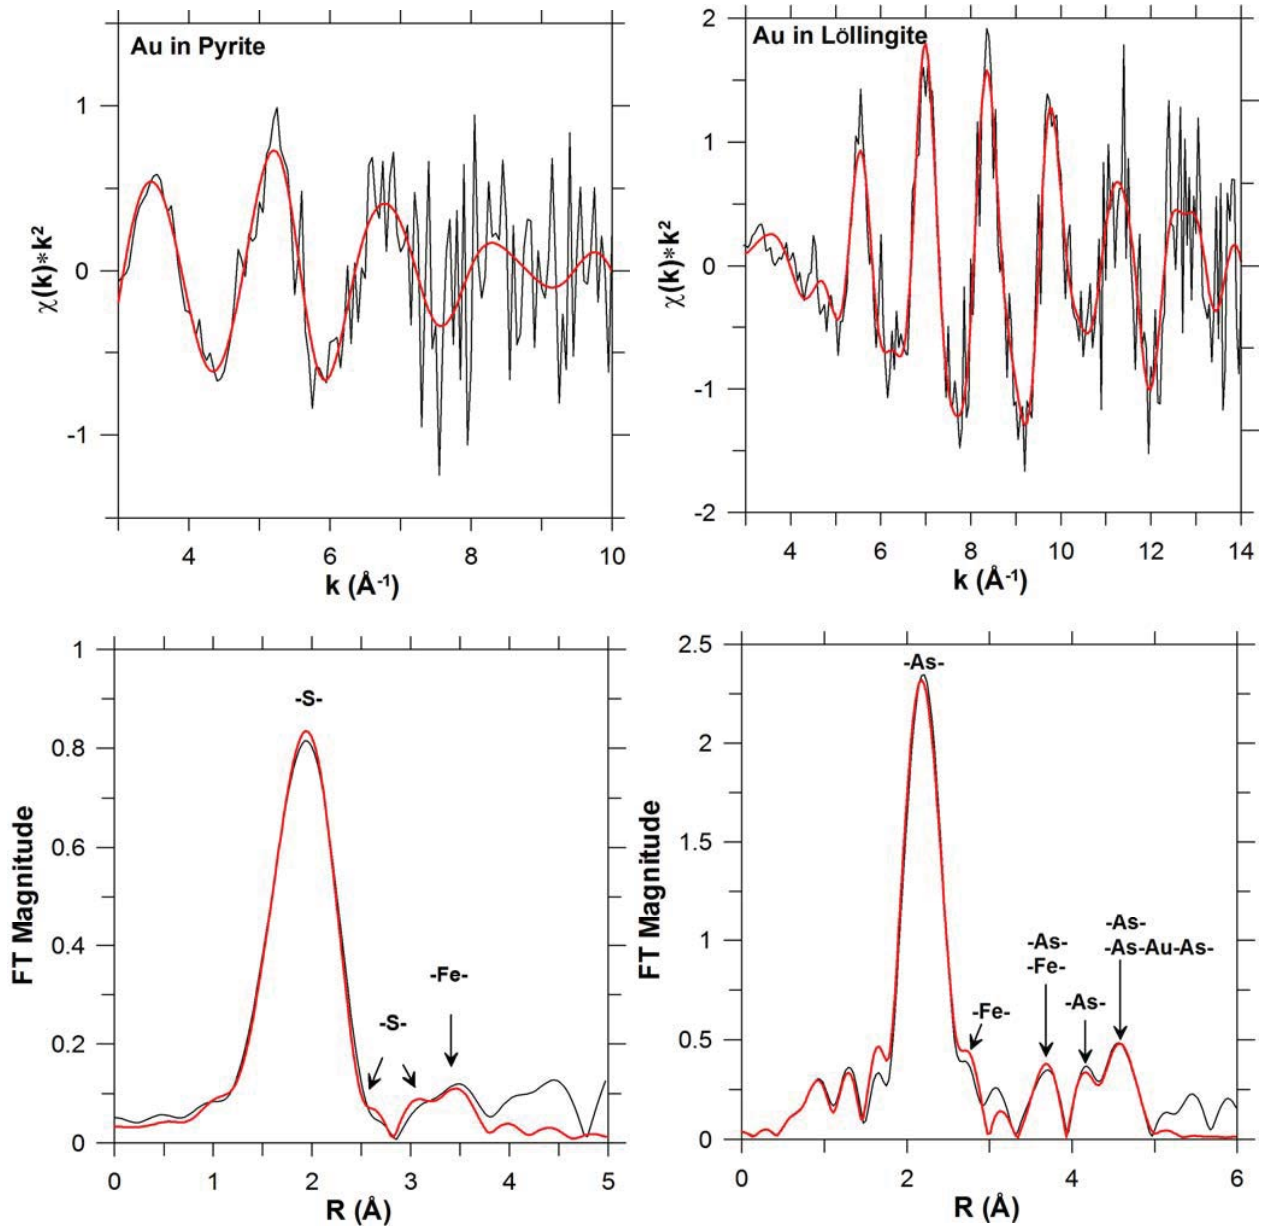 Au in Pyrite
1
0
-1
χ(k)*k²
4 6 8 10
k (Å⁻¹)
Au in Löllingite
2
1
0
-1
-2
χ(k)*k²
4 6 8 10 12 14
k (Å⁻¹)
1
0.8
0.6
0.4
0.2
0
FT Magnitude
-S-
-S-
-Fe-
0 1 2 3 4 5
R (Å)
2.5
2
1.5
1
0.5
0
FT Magnitude
-As-
-Fe-
-As-
-Fe-
-As-
-As-
-As-Au-As-
0 2 4 6
R (Å)